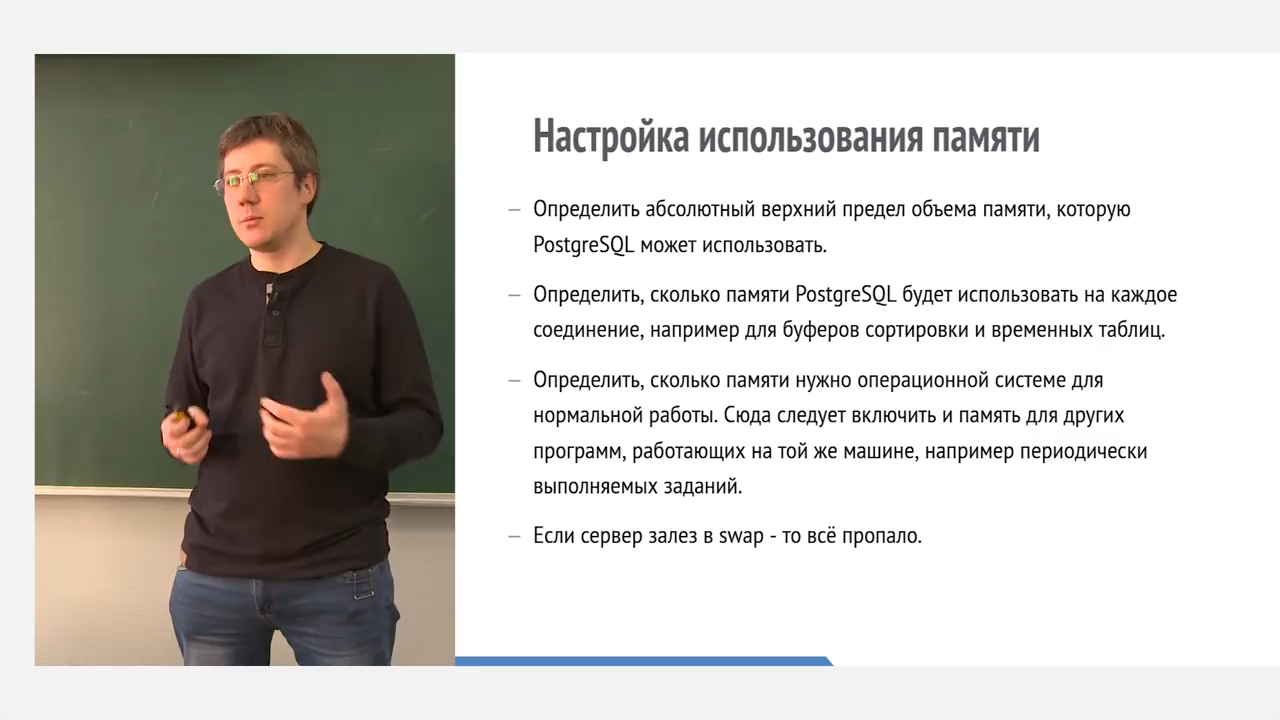 Настройка использования памяти
– Определить абсолютный верхний предел объема памяти, которую
PostgreSQL может использовать.
– Определить, сколько памяти PostgreSQL будет использовать на каждое
соединение, например для буферов сортировки и временных таблиц.
– Определить, сколько памяти нужно операционной системе для
нормальной работы. Сюда следует включить и память для других
программ, работающих на той же машине, например периодически
выполняемых заданий.
– Если сервер залез в swap - то всё пропало.